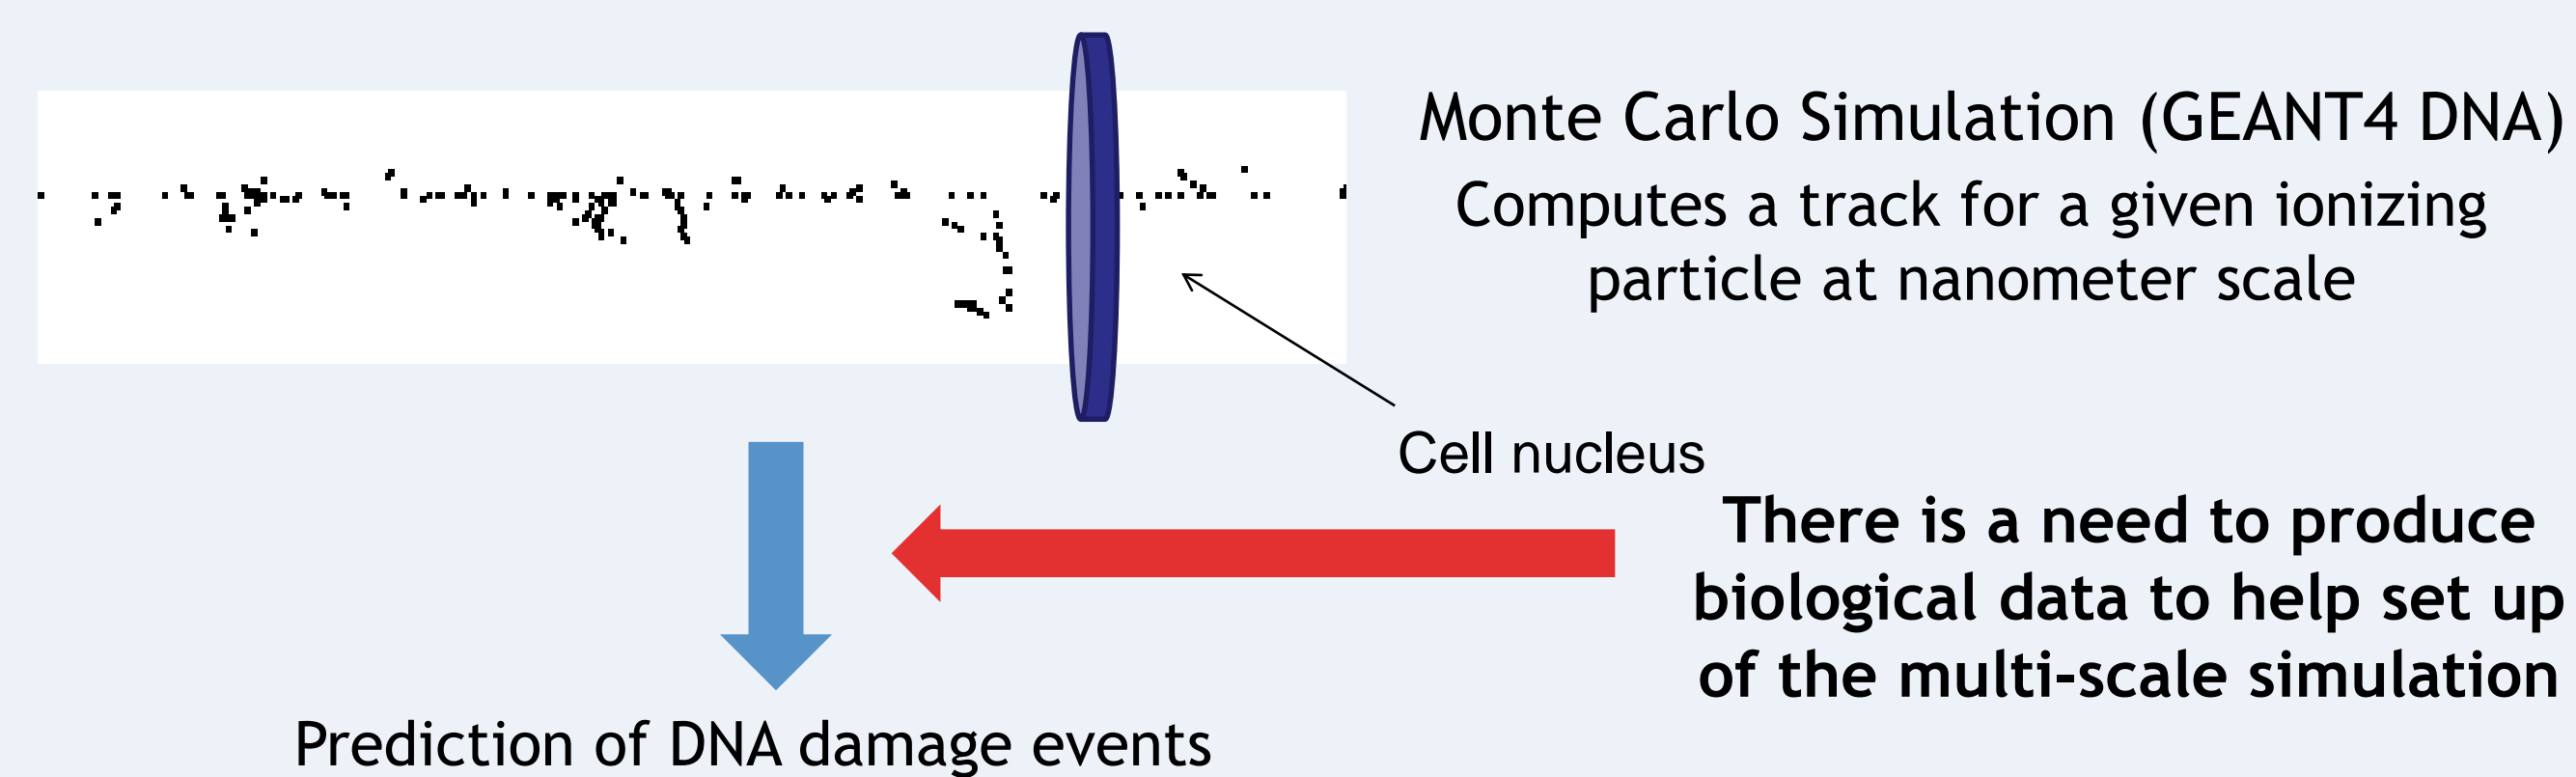 Monte Carlo Simulation (GEANT4 DNA)
Computes a track for a given ionizing
particle at nanometer scale
Cell nucleus
There is a need to produce
biological data to help set up
of the multi-scale simulation
Prediction of DNA damage events